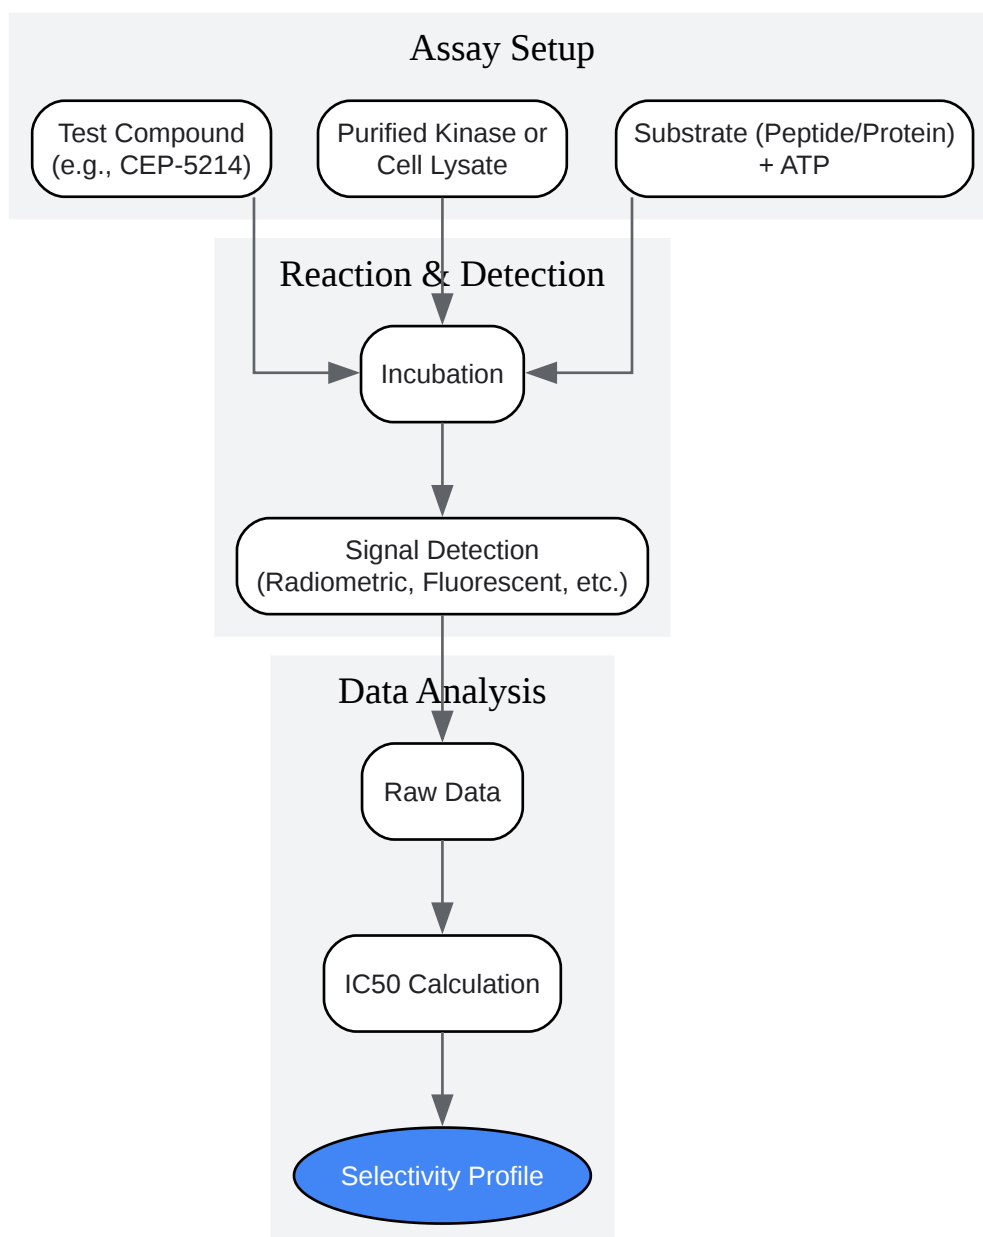 Assay Setup
Test Compound
(e.g., CEP-5214)
Purified Kinase or
Cell Lysate
Substrate (Peptide/Protein)
+ ATP
Reaction & Detection
Incubation
Signal Detection
(Radiometric, Fluorescent, etc.)
Data Analysis
Raw Data
IC50 Calculation
Selectivity Profile